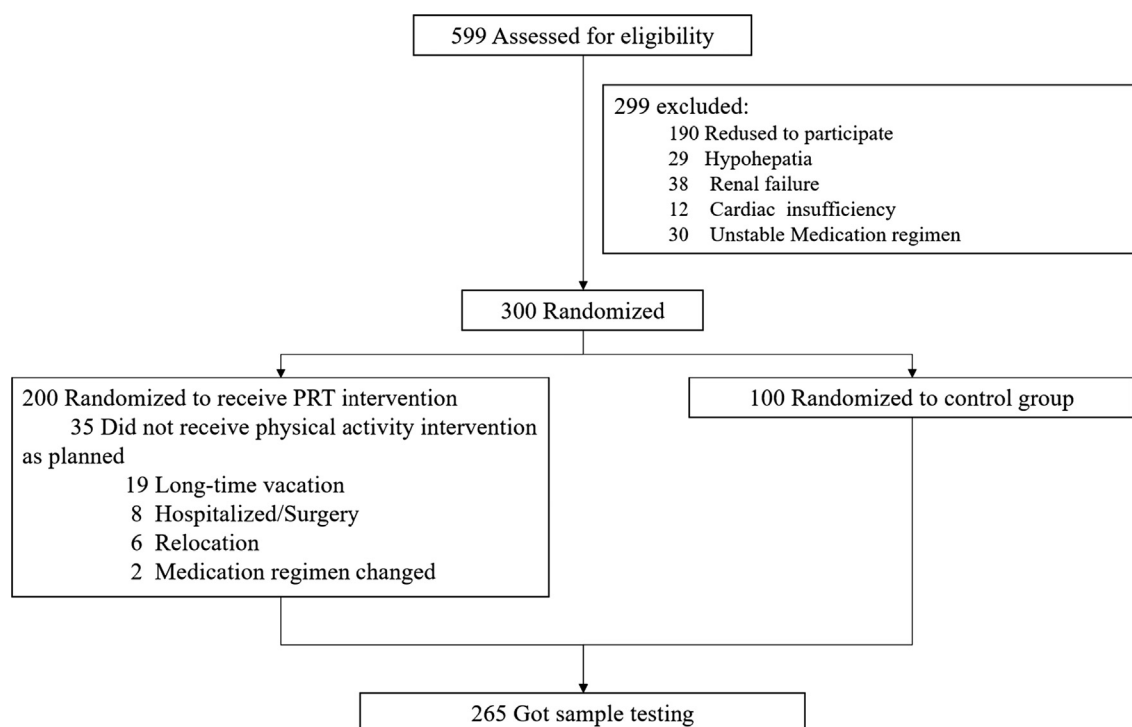 599 Assessed for eligibility
299 excluded:
190 Redused to participate
29 Hypohepatia
38 Renal failure
12 Cardiac insufficiency
30 Unstable Medication regimen
300 Randomized
200 Randomized to receive PRT intervention
35 Did not receive physical activity intervention
as planned
19 Long-time vacation
8 Hospitalized/Surgery
6 Relocation
2 Medication regimen changed
100 Randomized to control group
265 Got sample testing